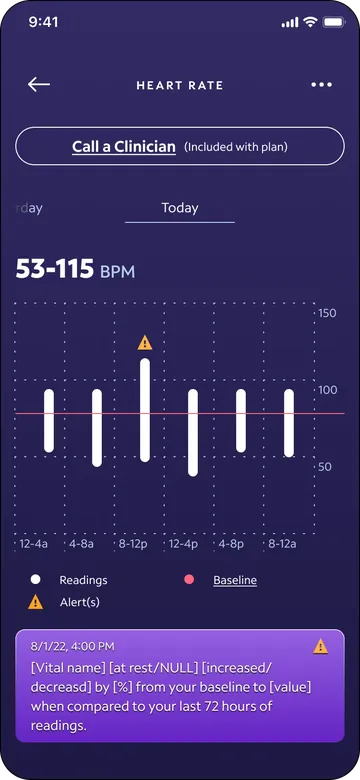 9:41
HEART RATE
Call a Clinician (Included with plan)
rday Today
53-115 BPM
150
100
50
12-4a 4-8a 8-12p 12-4p 4-8p 8-12a
Readings Baseline
Alert(s)
8/1/22, 4:00 PM
[Vital name] [at rest/NULL] [increased/
decreasd] by [%] from your baseline to [value]
when compared to your last 72 hours of
readings.